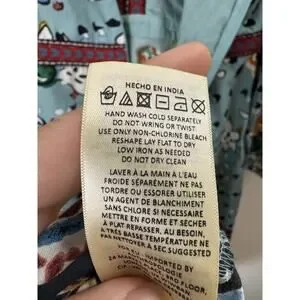 HECHO EN INDIA
HAND WASH COLD SEPARATELY
DO NOT WRING OR TWIST
USE ONLY NON-CHLORINE BLEACH
RESHAPE LAY FLAT TO DRY
LOW IRON AS NEEDED
DO NOT DRY CLEAN
LAVER À LA MAIN À L'EAU
FROIDE SÉPARÉMENT NE PAS
TORDRE OU ESSORER UTILISER
UN AGENT DE BLANCHIMENT
SANS CHLORE SI NECESSAIRE
METTRE EN FORME ET SÉCHER
À PLAT REPASSER, AU BESOIN,
À TRÈS BASSE TEMPÉRATURE NE
PAS NETTOYER À SEC SUGGESTED
IMPORTED BY